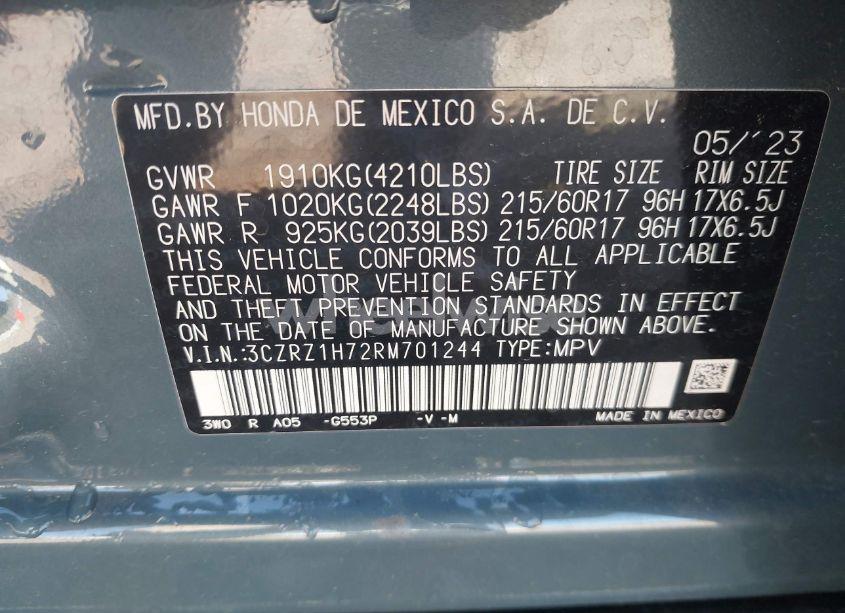 MFD.BY HONDA DE MEXICO S.A. DE C.V.
05/'23
GVWR 1910KG(4210LBS) TIRE SIZE RIM SIZE
GAWR F 1020KG(2248LBS) 215/60R17 96H 17X6.5J
GAWR R 925KG(2039LBS) 215/60R17 96H 17X6.5J
THIS VEHICLE CONFORMS TO ALL APPLICABLE
FEDERAL MOTOR VEHICLE SAFETY
AND THEFT PREVENTION STANDARDS IN EFFECT
ON THE DATE OF MANUFACTURE SHOWN ABOVE.
V.I.N.:3CZRZ1H72RM701244 TYPE:MPV
3W0 R A05 -G553P -V -M MADE IN MEXICO